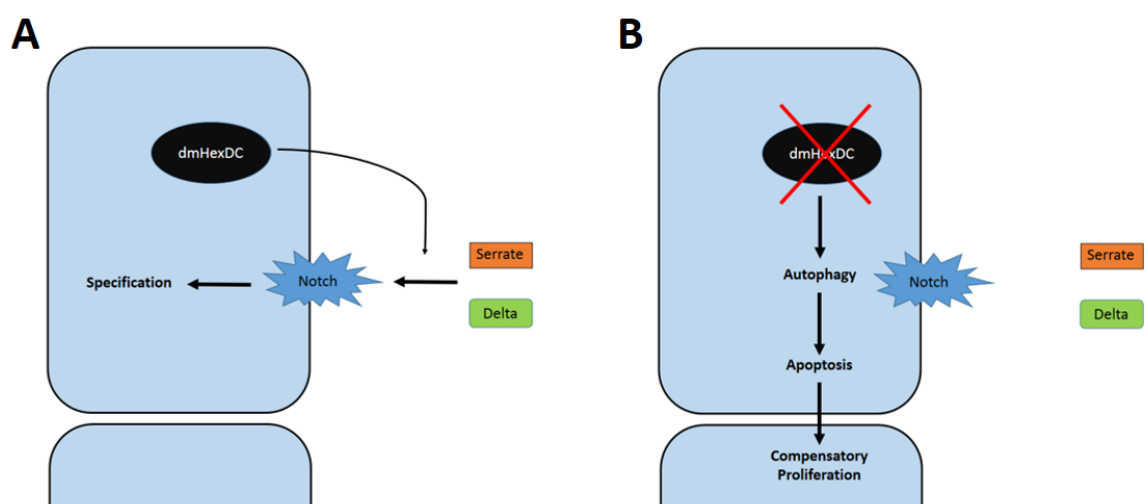 A
dmHexDC
Serrate
Specification
Notch
Delta
B
dmHexDC
Serrate
Autophagy
Notch
Delta
Apoptosis
Compensatory
Proliferation